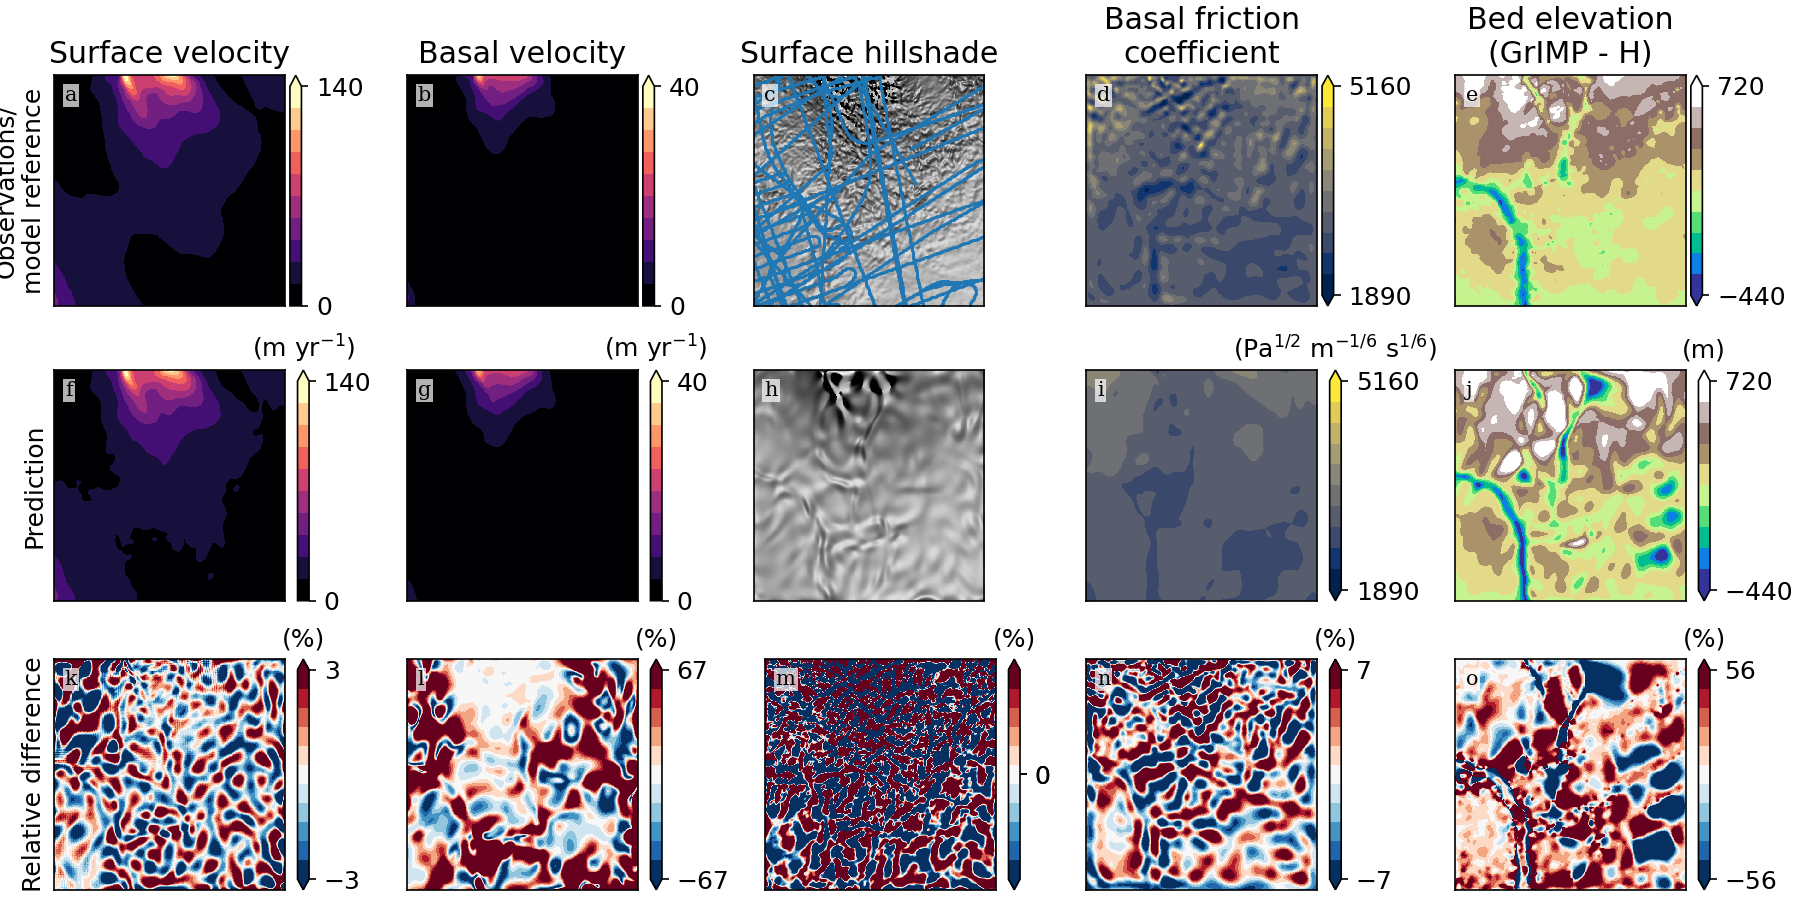 Surface velocity
Basal velocity
Surface hillshade
Basal friction
coefficient
Bed elevation
(GrIMP - H)
Observations/
model reference
a
140
0
b
40
0
c
d
5160
1890
e
720
−440
(m yr−1)
(m yr−1)
(Pa1/2 m−1/6 s1/6)
(m)
Prediction
f
140
0
g
40
0
h
i
5160
1890
j
720
−440
(%)
(%)
(%)
(%)
(%)
Relative difference
k
3
−3
l
67
−67
m
0
n
7
−7
o
56
−56